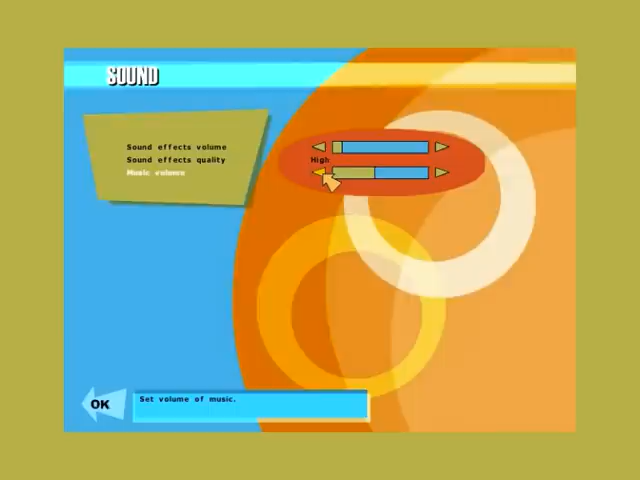 SOUND
Sound effects volume
Sound effects quality
High
Music volume
OK
Set volume of music.